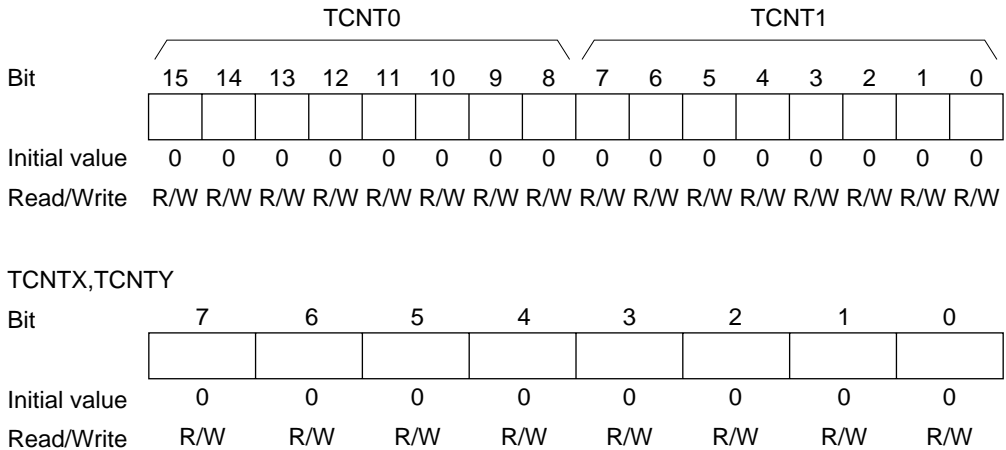 TCNT0 TCNT1
Bit 15 14 13 12 11 10 9 8 7 6 5 4 3 2 1 0
Initial value 0 0 0 0 0 0 0 0 0 0 0 0 0 0 0 0
Read/Write R/W R/W R/W R/W R/W R/W R/W R/W R/W R/W R/W R/W R/W R/W R/W R/W
TCNTX,TCNTY
Bit 7 6 5 4 3 2 1 0
Initial value 0 0 0 0 0 0 0 0
Read/Write R/W R/W R/W R/W R/W R/W R/W R/W